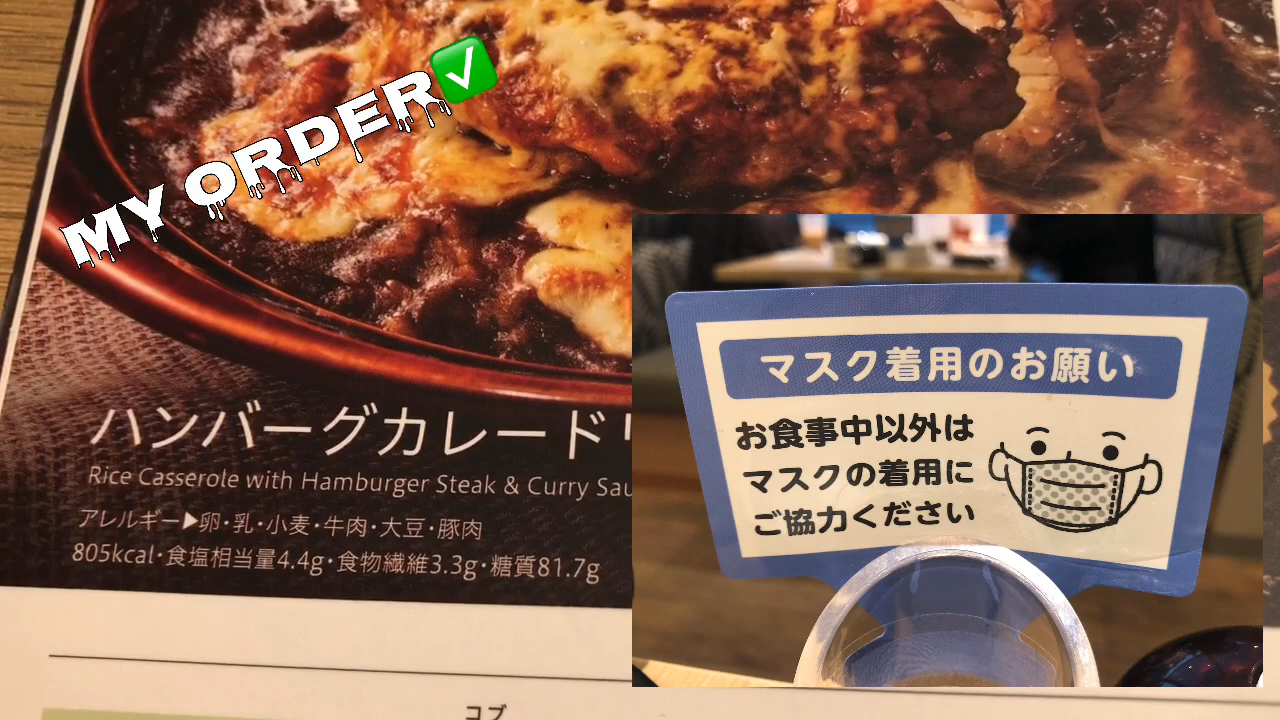 MY ORDER✅
ハンバーグカレード
Rice Casserole with Hamburger Steak & Curry
アレルギー▶卵・乳・小麦・牛肉・大豆・豚肉
805kcal・食塩相当量4.4g・食物繊維3.3g・糖質81.7g
コブ
マスク着用のお願い
お食事中以外は
マスクの着用に
ご協力ください